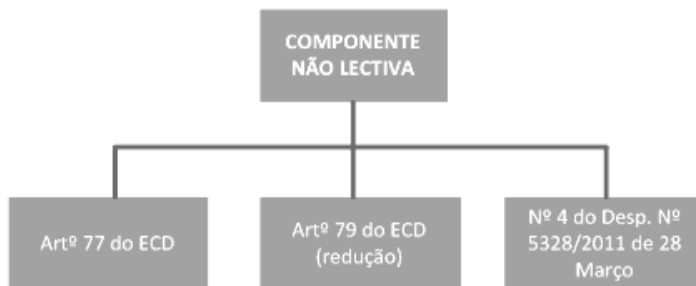 COMPONENTE
NÃO LECTIVA
Artº 77 do ECD
Artº 79 do ECD
(redução)
Nº 4 do Desp. Nº
5328/2011 de 28
Março